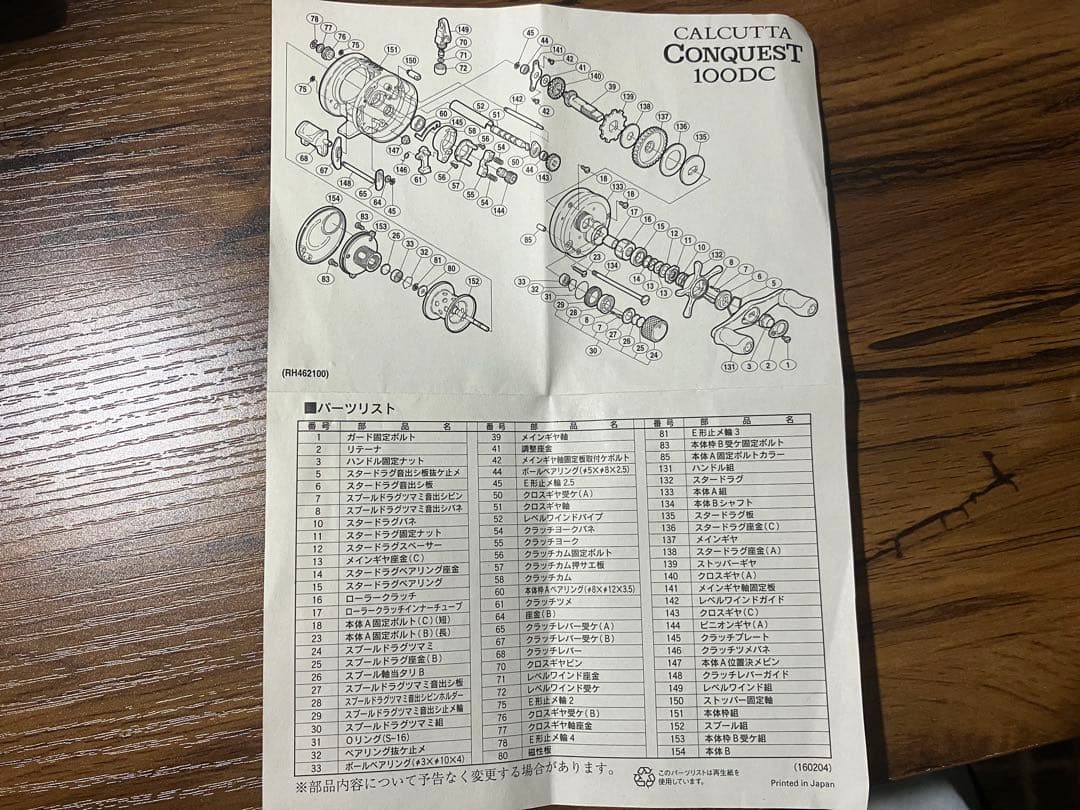 CALCUTTA
CONQUEST
100DC
(RH462100)
■パーツリスト
番号 部品名
1 ガード固定ボルト
2 リテーナ
3 ハンドル固定ナット
5 スタードラグ音出シ板抜ケ止メ
6 スタードラグ音出シ板
7 スプールドラグツマミ音出シピン
8 スプールドラグツマミ音出シバネ
10 スタードラグバネ
11 スタードラグ固定ナット
12 スタードラグスペーサー
13 メインギヤ座金(C)
14 スタードラグベアリング座金
15 スタードラグベアリング
16 ローラークラッチ
17 ローラークラッチインナーチューブ
18 本体A固定ボルト(C)(短)
23 本体A固定ボルト(B)(長)
24 スプールドラグツマミ
25 スプールドラグ座金(B)
26 スプール軸当タリB
27 スプールドラグツマミ音出シ板
28 スプールドラグツマミ音出シピンホルダー
29 スプールドラグツマミ音出シ止メ輪
30 スプールドラグツマミ組
31 Oリング(S-16)
32 ベアリング抜ケ止メ
33 ボールベアリング(φ3×φ10×4)
番号 部品名
39 メインギヤ軸
41 調整座金
42 メインギヤ軸固定板取付ケボルト
44 ボールベアリング(φ5×φ8×2.5)
45 E形止メ輪2.5
50 クロスギヤ受ケ(A)
51 クロスギヤ軸
52 レベルワインドパイプ
54 クラッチヨークバネ
55 クラッチヨーク
56 クラッチカム固定ボルト
57 クラッチカム押サエ板
58 クラッチカム
60 本体枠Aベアリング(φ8×φ12×3.5)
61 クラッチツメ
64 座金(B)
65 クラッチレバー受ケ(A)
67 クラッチレバー受ケ(B)
68 クラッチレバー
70 クロスギヤピン
71 レベルワインド座金
72 レベルワインド受ケ
75 E形止メ輪2
76 クロスギヤ受ケ(B)
77 クロスギヤ軸座金
78 E形止メ輪4
80 磁性板
番号 部品名
81 E形止メ輪3
83 本体枠B受ケ固定ボルト
85 本体A固定ボルトカラー
131 ハンドル組
132 スタードラグ
133 本体A組
134 本体Bシャフト
135 スタードラグ板
136 スタードラグ座金(C)
137 メインギヤ
138 スタードラグ座金(A)
139 ストッパーギヤ
140 クロスギヤ(A)
141 メインギヤ軸固定板
142 レベルワインドガイド
143 クロスギヤ(C)
144 ピニオンギヤ(A)
145 クラッチプレート
146 クラッチツメバネ
147 本体A位置決メピン
148 クラッチレバーガイド
149 レベルワインド組
150 ストッパー固定軸
151 本体枠組
152 スプール組
153 本体枠B受ケ組
154 本体B
※部品内容について予告なく変更する場合があります。
このパーツリストは再生紙を
使用しています。
(160204)
Printed in Japan